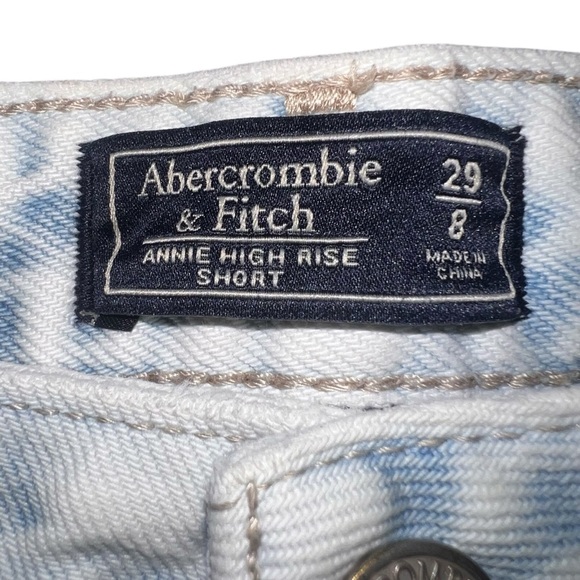 Abercrombie
& Fitch
ANNIE HIGH RISE
SHORT
29
8
MADE IN
CHINA